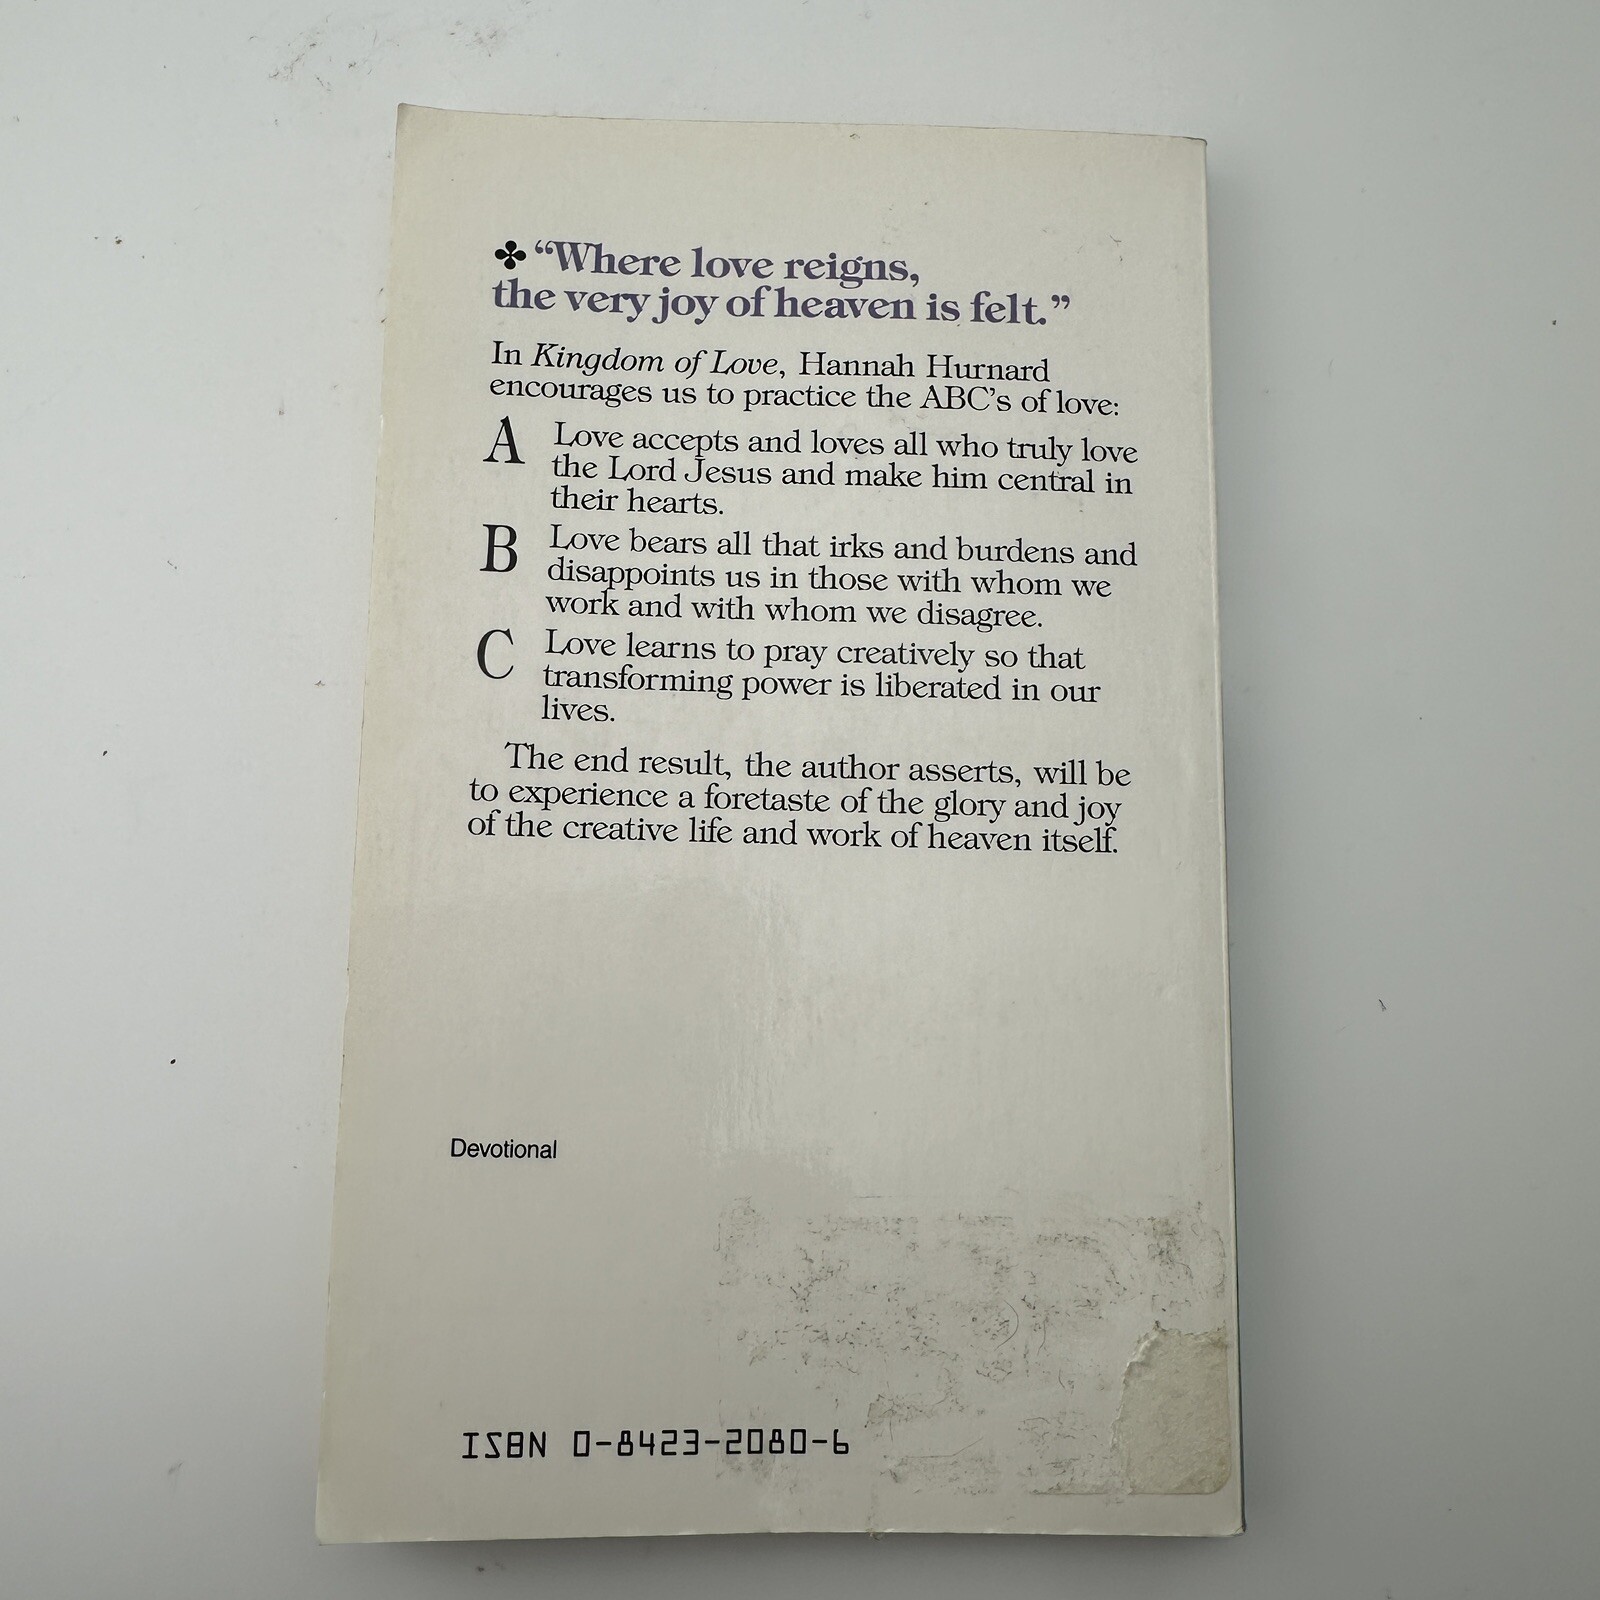 “Where love reigns,
the very joy of heaven is felt.”
In Kingdom of Love, Hannah Hurnard
encourages us to practice the ABC’s of love:
A Love accepts and loves all who truly love
the Lord Jesus and make him central in
their hearts.
B Love bears all that irks and burdens and
disappoints us in those with whom we
work and with whom we disagree.
C Love learns to pray creatively so that
transforming power is liberated in our
lives.
The end result, the author asserts, will be
to experience a foretaste of the glory and joy
of the creative life and work of heaven itself.
Devotional
ISBN 0-8423-2080-6